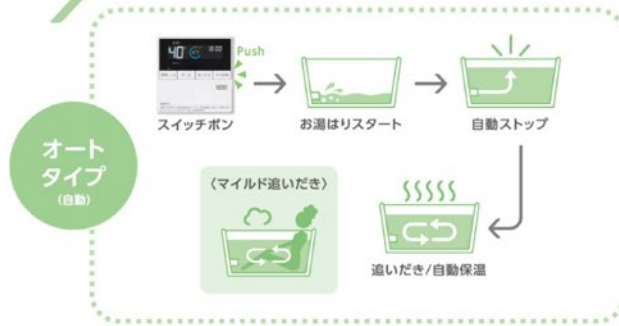 オート
タイプ
(自動)
40
Push
スイッチポン
お湯はりスタート
自動ストップ
〈マイルド追いだき〉
追いだき/自動保温